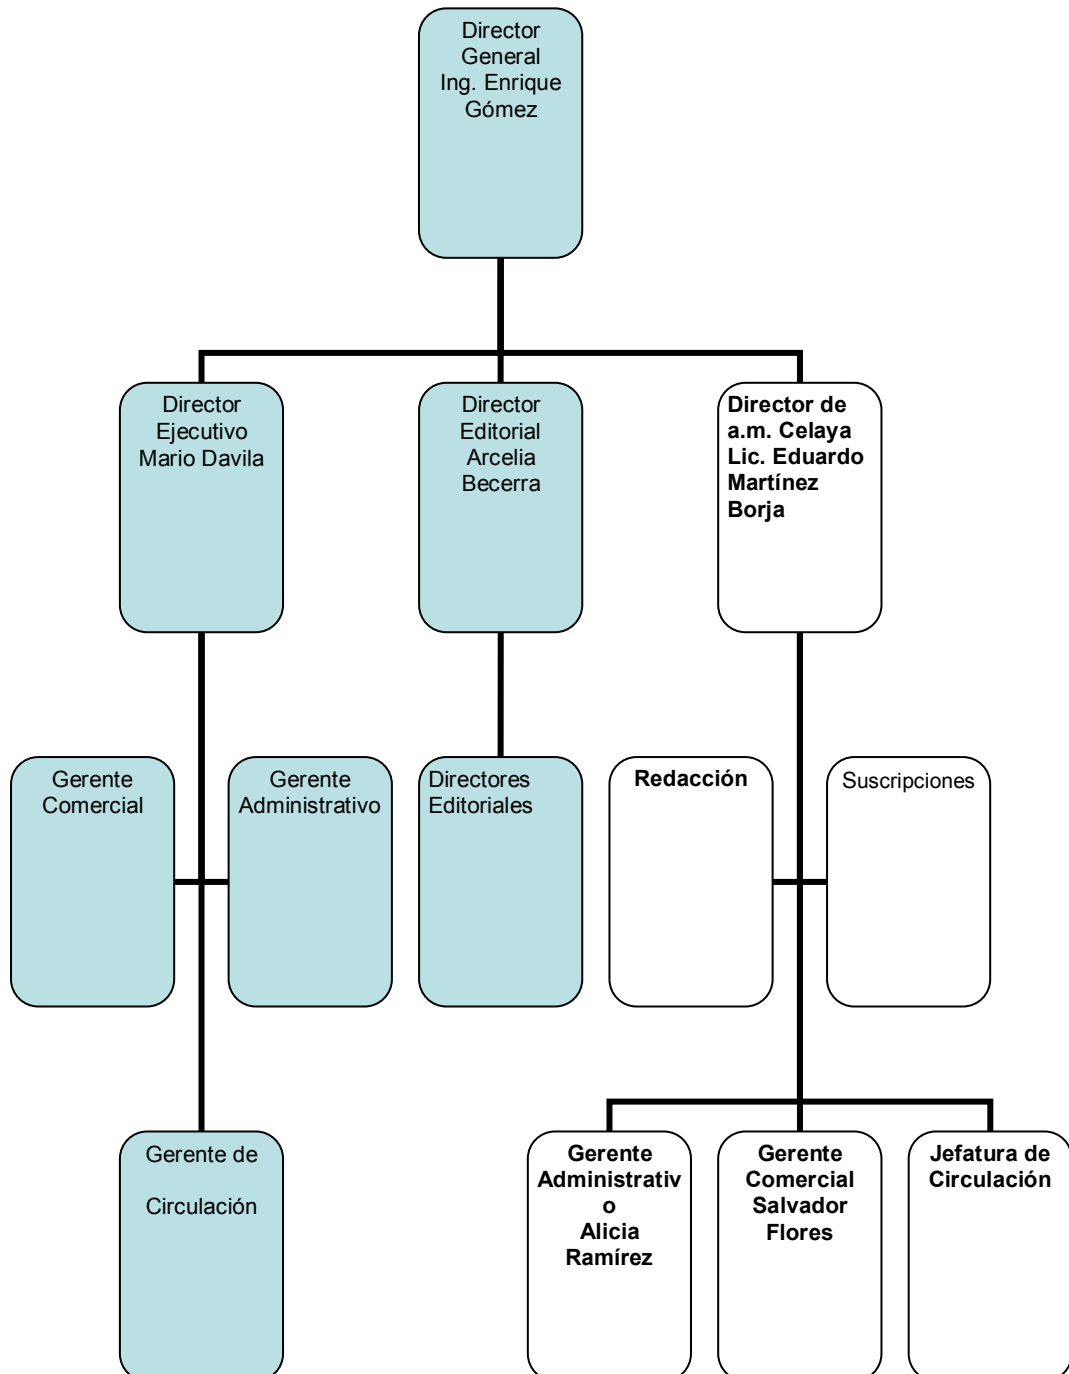 Director
General
Ing. Enrique
Gómez
Director
Ejecutivo
Mario Davila
Director
Editorial
Arcelia
Becerra
Director de
a.m. Celaya
Lic. Eduardo
Martínez
Borja
Gerente
Comercial
Gerente
Administrativo
Directores
Editoriales
Redacción
Suscripciones
Gerente de
Circulación
Gerente
Administrativ
o
Alicia
Ramírez
Gerente
Comercial
Salvador
Flores
Jefatura de
Circulación